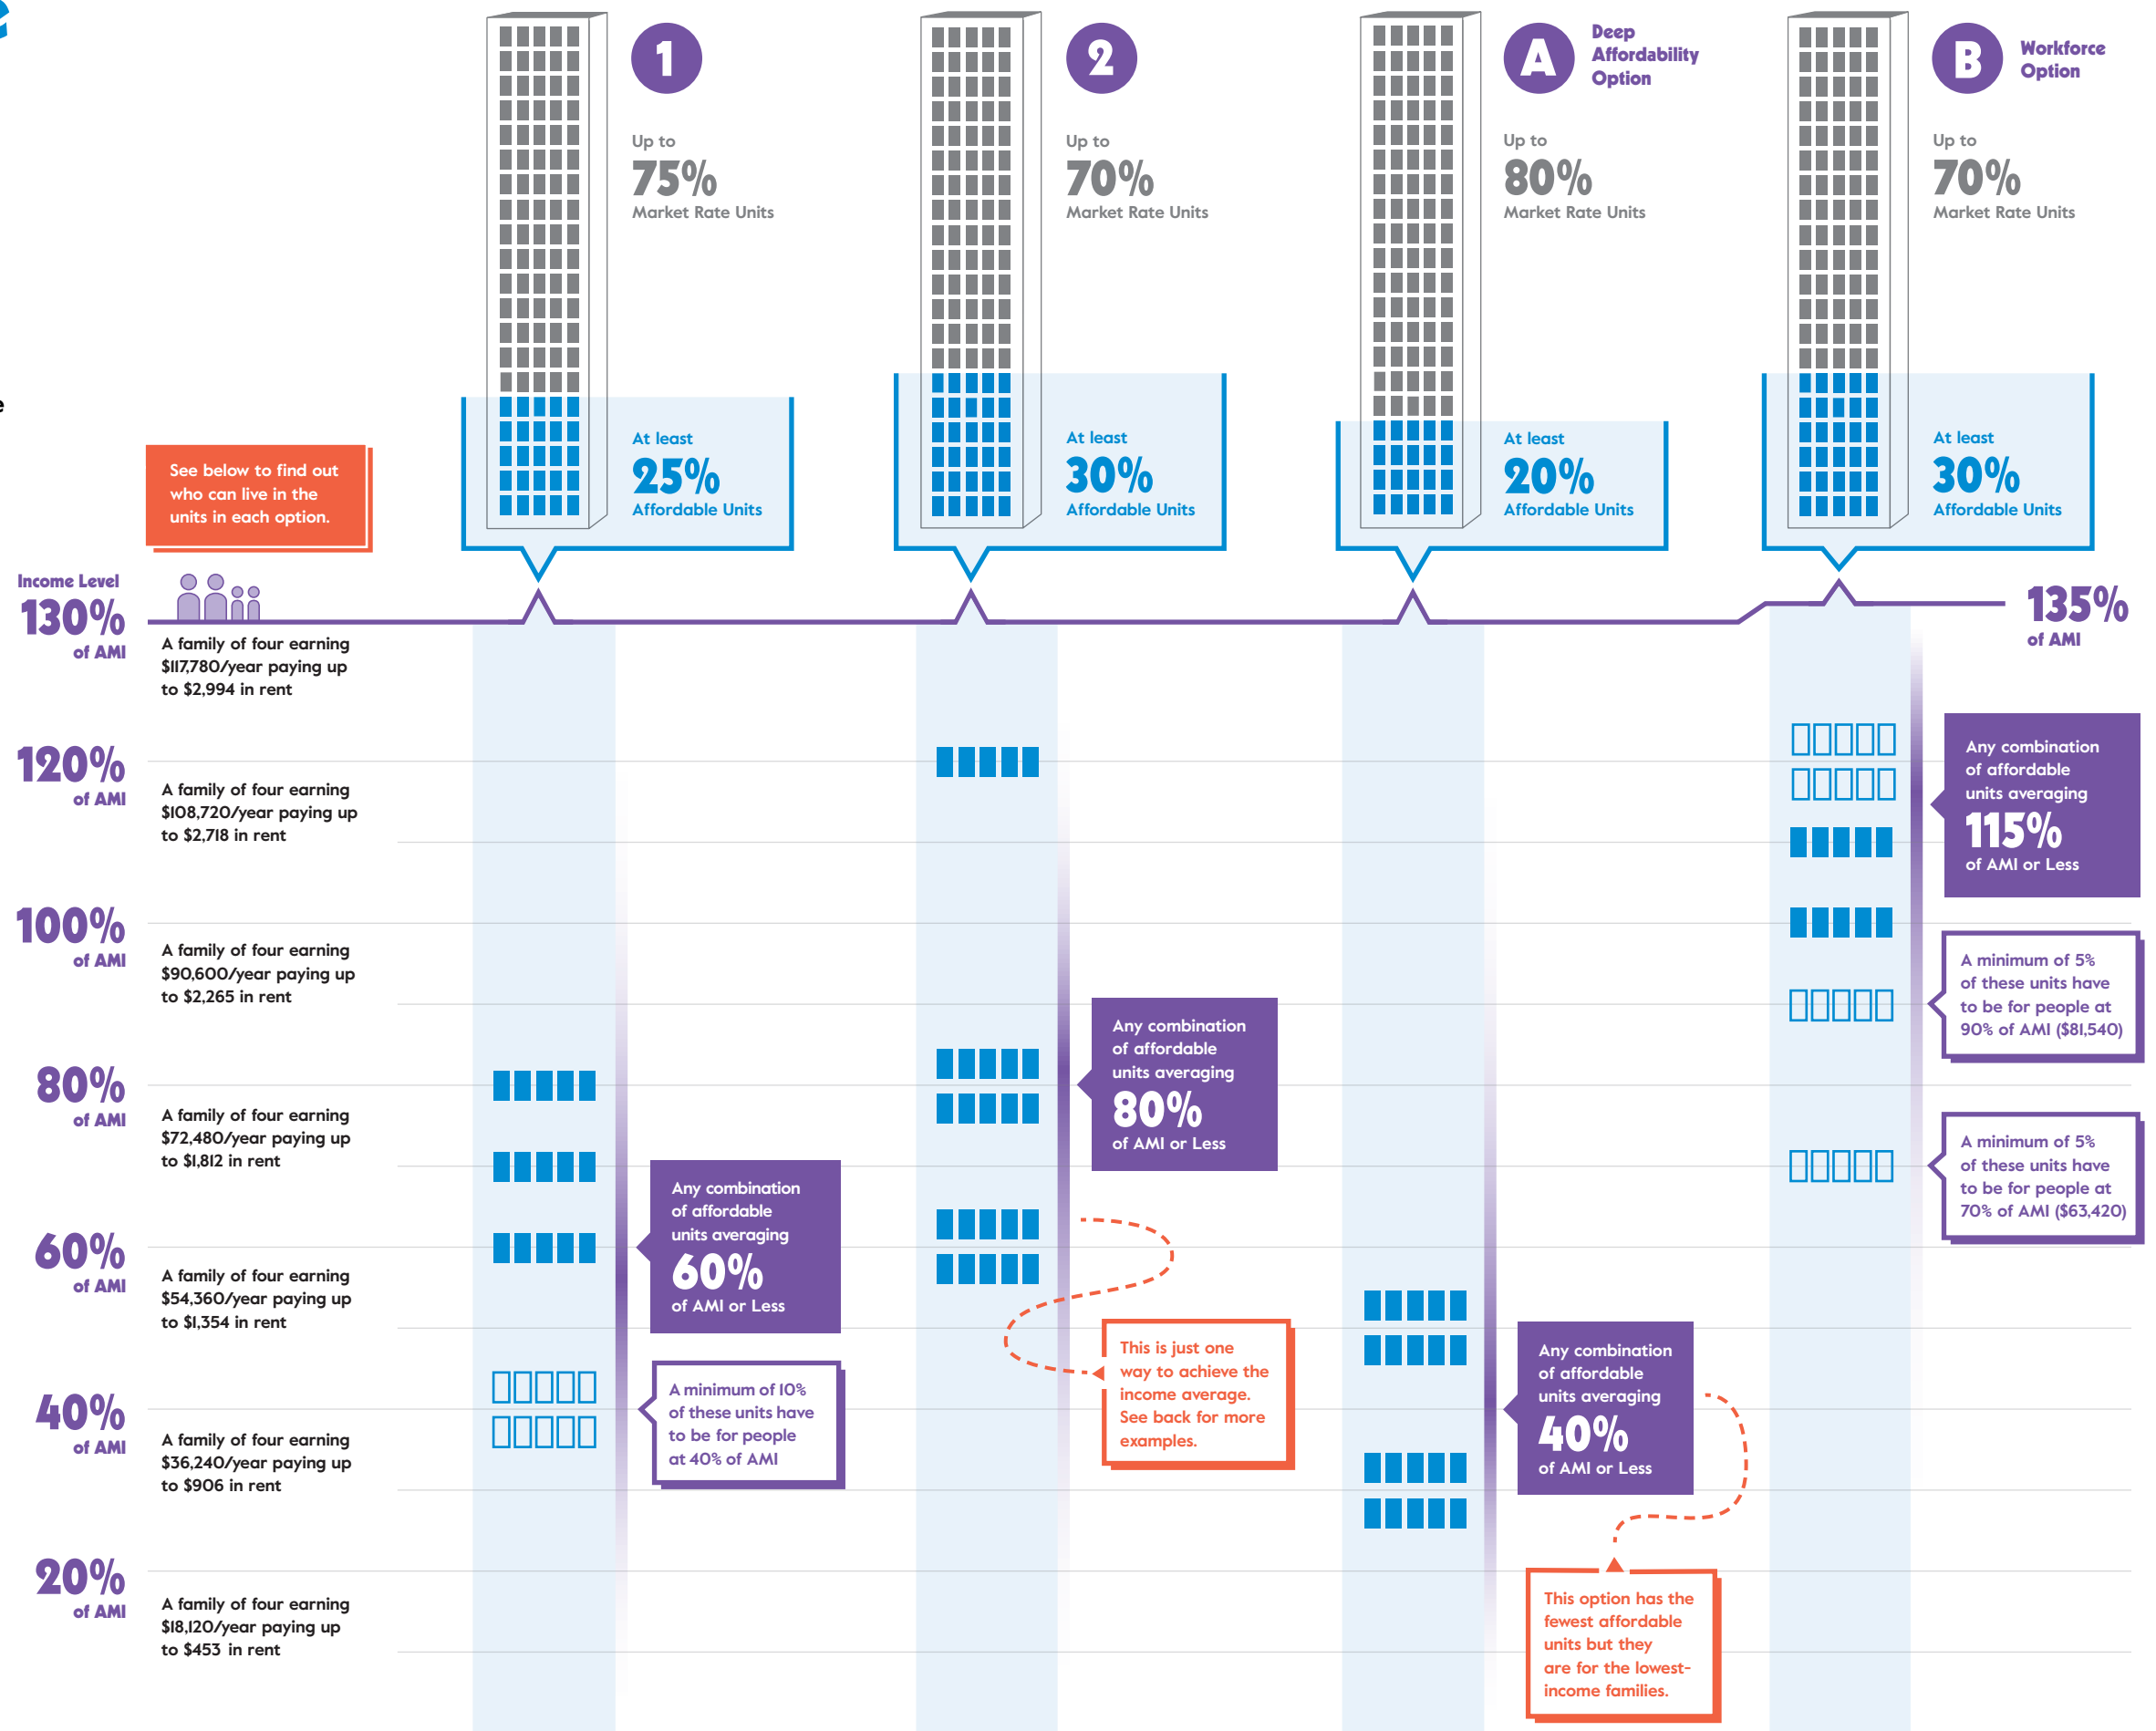 e
e
1
Up to
75%
Market Rate Units
At least
25%
Affordable Units
2
Up to
70%
Market Rate Units
At least
30%
Affordable Units
A
Deep
Affordability
Option
Up to
80%
Market Rate Units
At least
20%
Affordable Units
B
Workforce
Option
Up to
70%
Market Rate Units
At least
30%
Affordable Units
See below to find out
who can live in the
units in each option.
Income Level
130%
of AMI
A family of four earning
$117,780/year paying up
to $2,994 in rent
135%
of AMI
120%
of AMI
A family of four earning
$108,720/year paying up
to $2,718 in rent
100%
of AMI
A family of four earning
$90,600/year paying up
to $2,265 in rent
80%
of AMI
A family of four earning
$72,480/year paying up
to $1,812 in rent
60%
of AMI
A family of four earning
$54,360/year paying up
to $1,354 in rent
40%
of AMI
A family of four earning
$36,240/year paying up
to $906 in rent
20%
of AMI
A family of four earning
$18,120/year paying up
to $453 in rent
Any combination
of affordable
units averaging
60%
of AMI or Less
A minimum of 10%
of these units have
to be for people
at 40% of AMI
Any combination
of affordable
units averaging
80%
of AMI or Less
This is just one
way to achieve the
income average.
See back for more
examples.
Any combination
of affordable
units averaging
40%
of AMI or Less
This option has the
fewest affordable
units but they
are for the lowest-
income families.
Any combination
of affordable
units averaging
115%
of AMI or Less
A minimum of 5%
of these units have
to be for people at
90% of AMI ($81,540)
A minimum of 5%
of these units have
to be for people at
70% of AMI ($63,420)